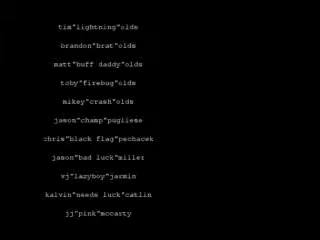 tim"lightning"olds
brandon"brat"olds
matt"buff daddy"olds
toby"firebug"olds
mikey"crash"olds
jason"champ"pugliese
chris"black flag"pechacek
jason"bad luck"miller
vj"lazyboy"jarmin
kalvin"needs luck"catlin
jj"pink"mccarty